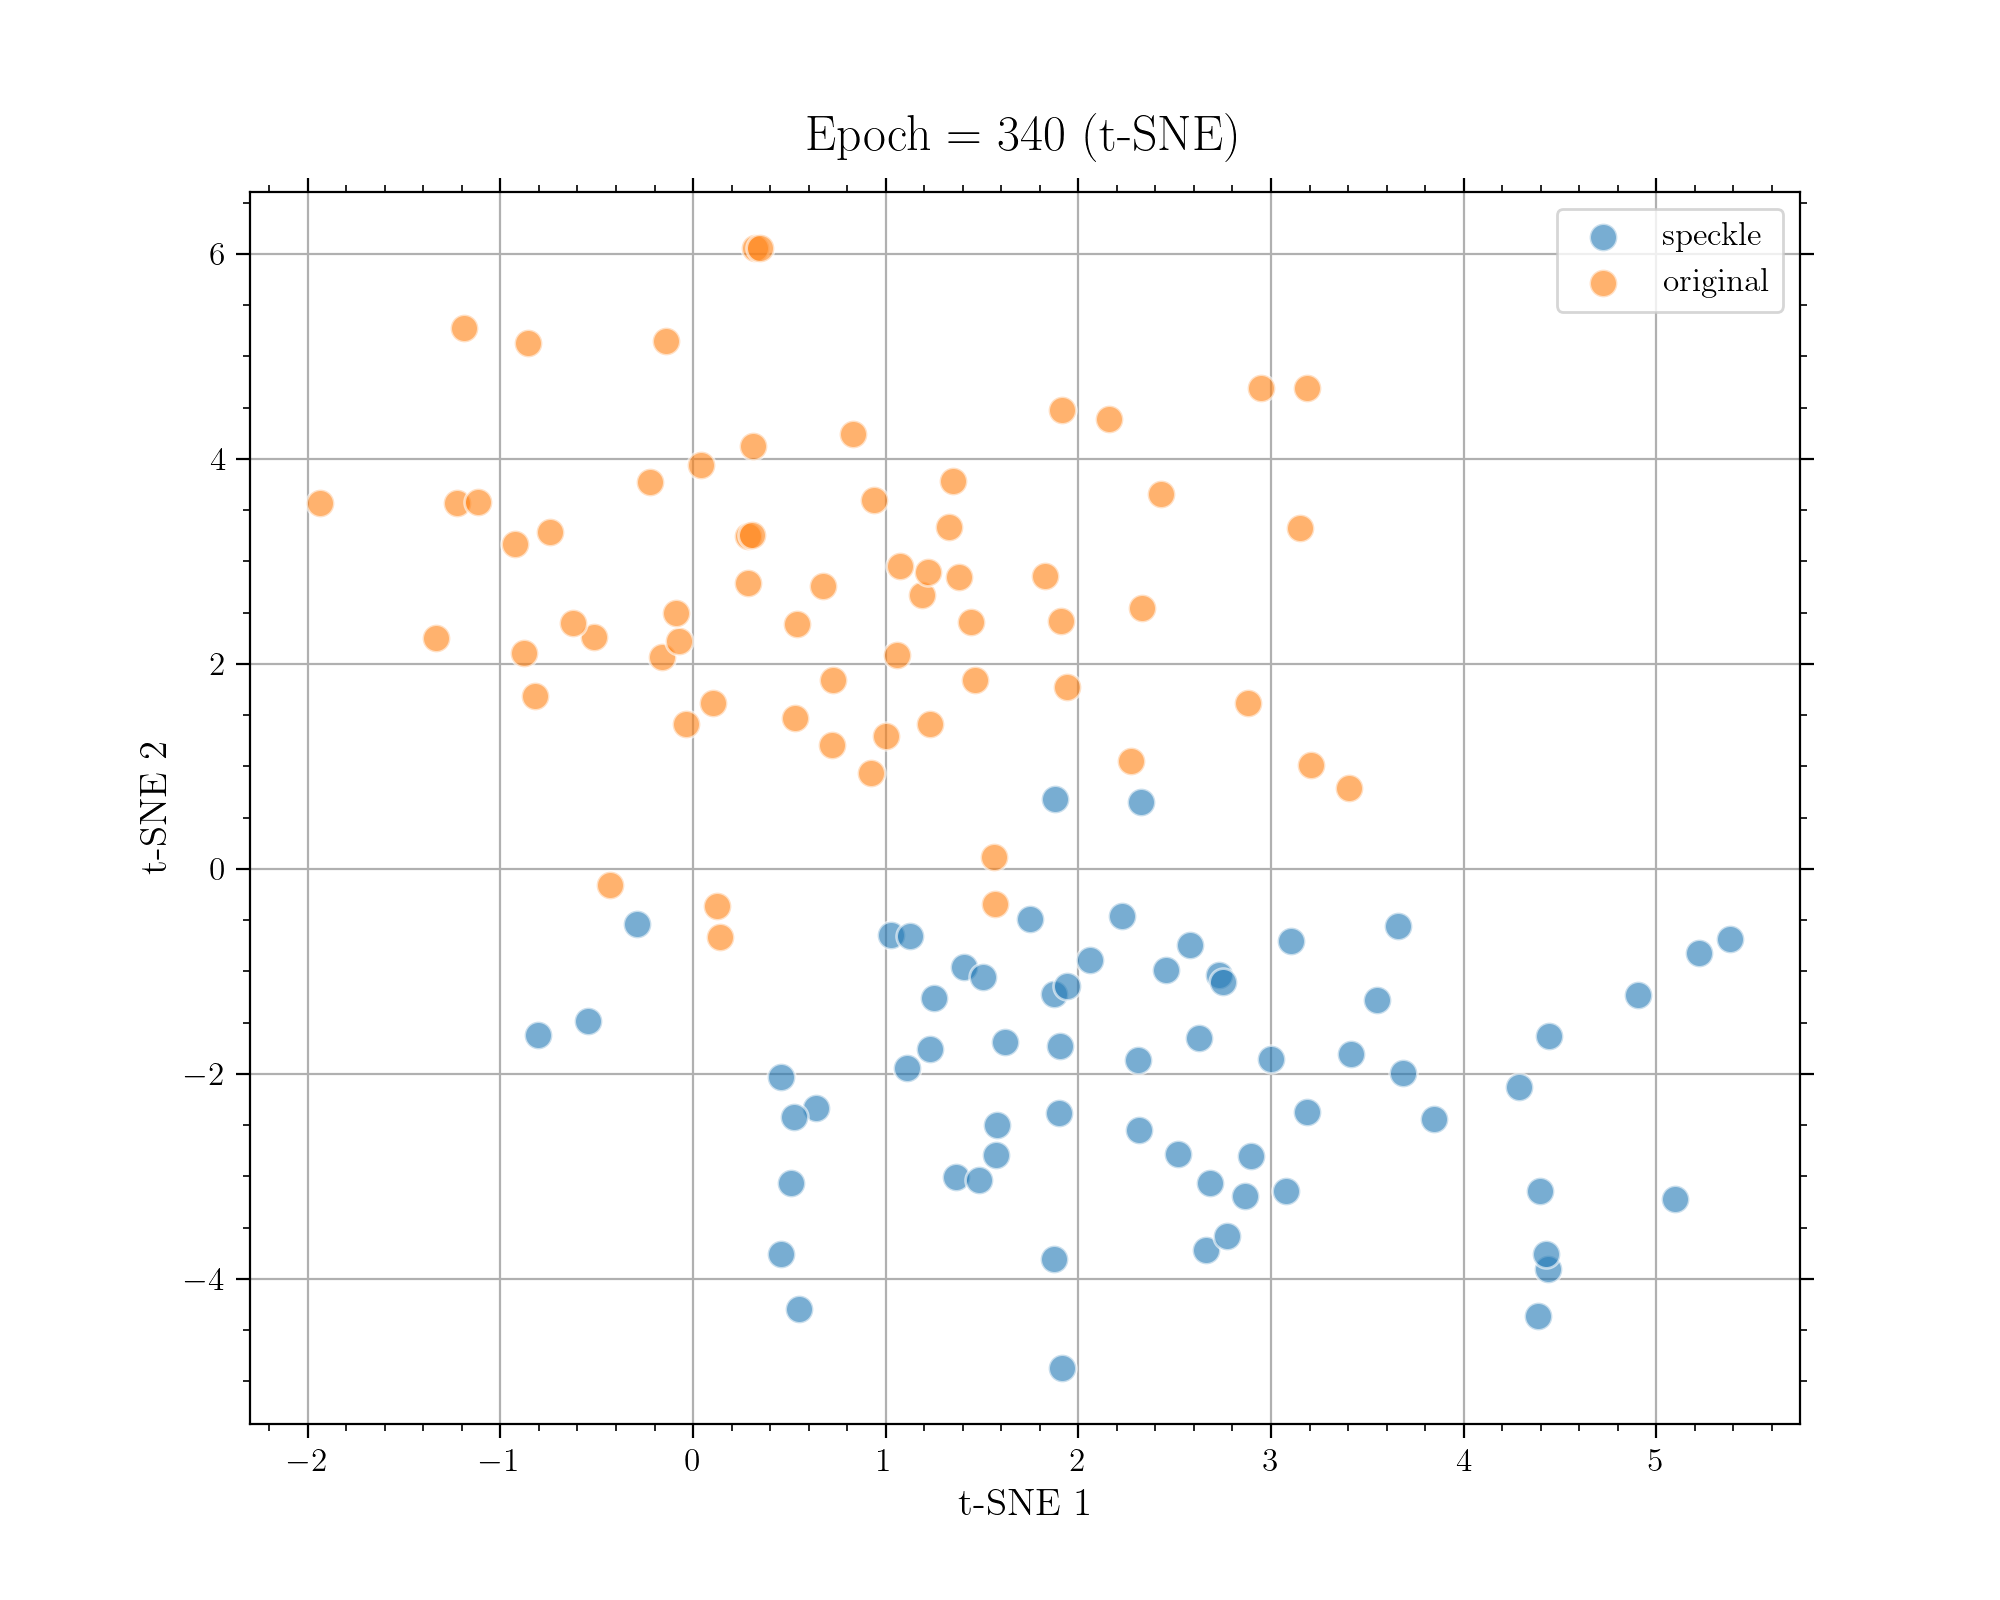 Epoch = 340 (t-SNE)
speckle
original
6
4
2
0
−2
−4
t-SNE 2
−2 −1 0 1 2 3 4 5
t-SNE 1